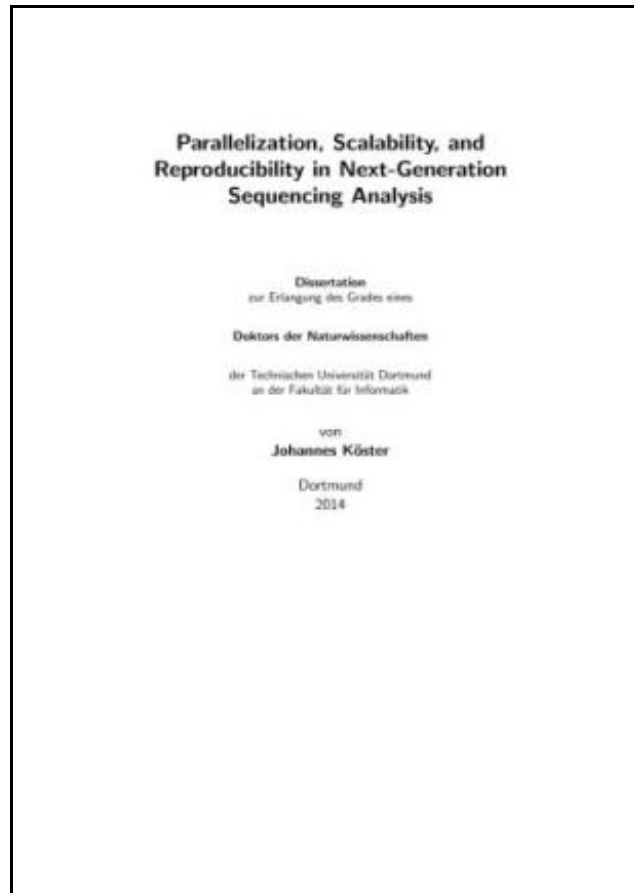 Parallelization, Scalability, and
Reproducibility in Next-Generation
Sequencing Analysis
Dissertation
zur Erlangung des Grades eines
Doktors der Naturwissenschaften
der Technischen Universität Dortmund
an der Fakultät für Informatik
von
Johannes Köster
Dortmund
2014